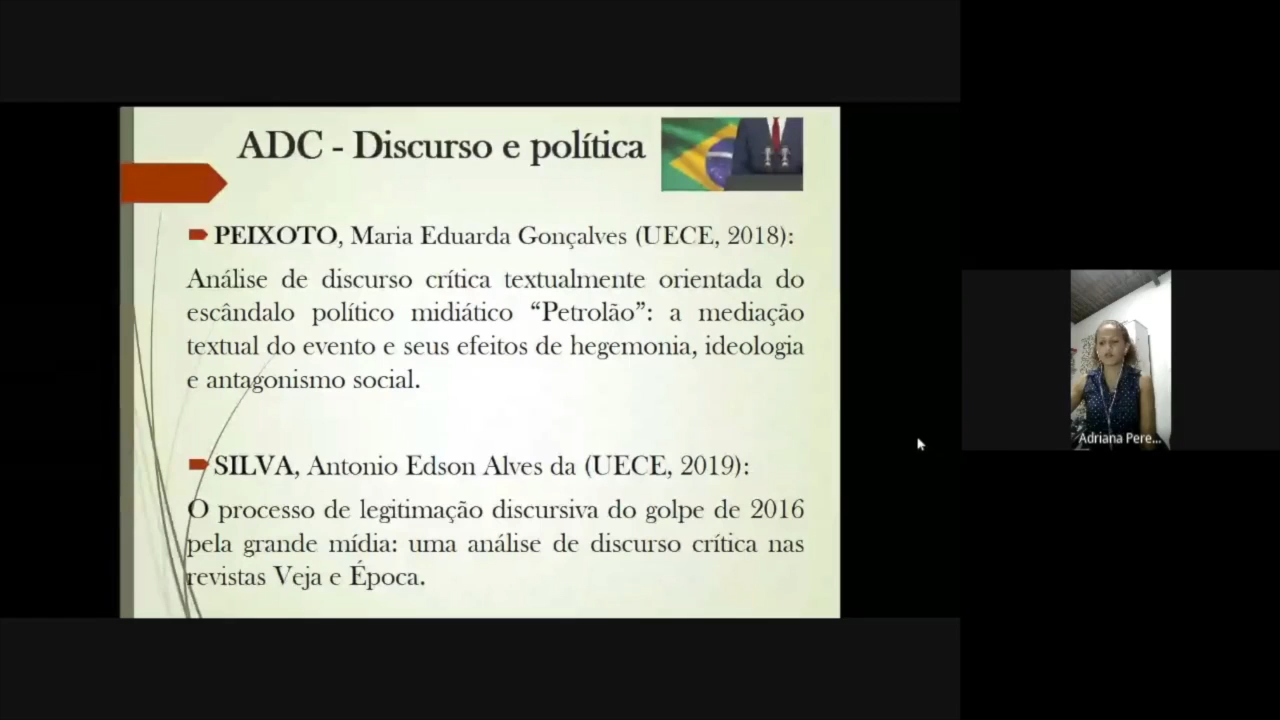 ADC - Discurso e política
PEIXOTO, Maria Eduarda Gonçalves (UECE, 2018):
Análise de discurso crítica textualmente orientada do
escândalo político midiático “Petrolão”: a mediação
textual do evento e seus efeitos de hegemonia, ideologia
e antagonismo social.
SILVA, Antonio Edson Alves da (UECE, 2019):
O processo de legitimação discursiva do golpe de 2016
pela grande mídia: uma análise de discurso crítica nas
revistas Veja e Época.
Adriana Pere...